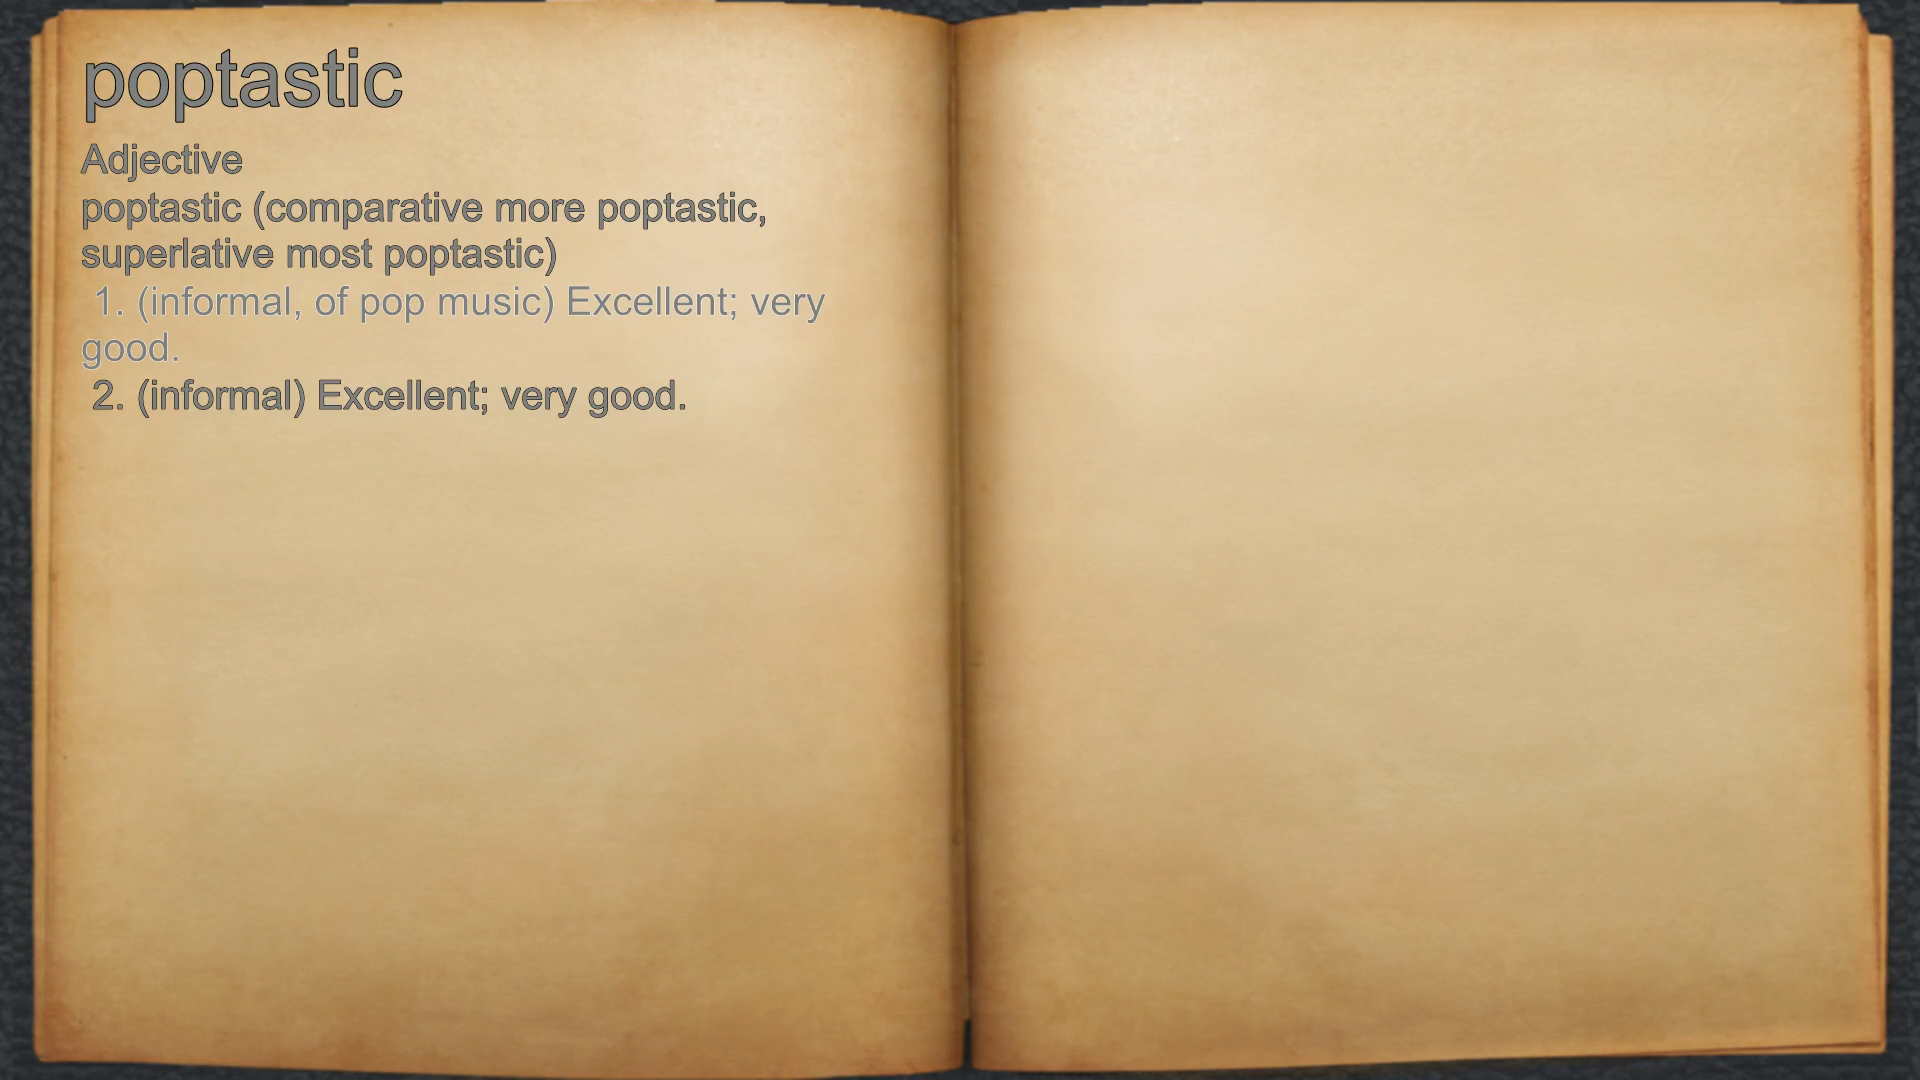 poptastic
Adjective
poptastic (comparative more poptastic,
superlative most poptastic)
1. (informal, of pop music) Excellent; very
good.
2. (informal) Excellent; very good.